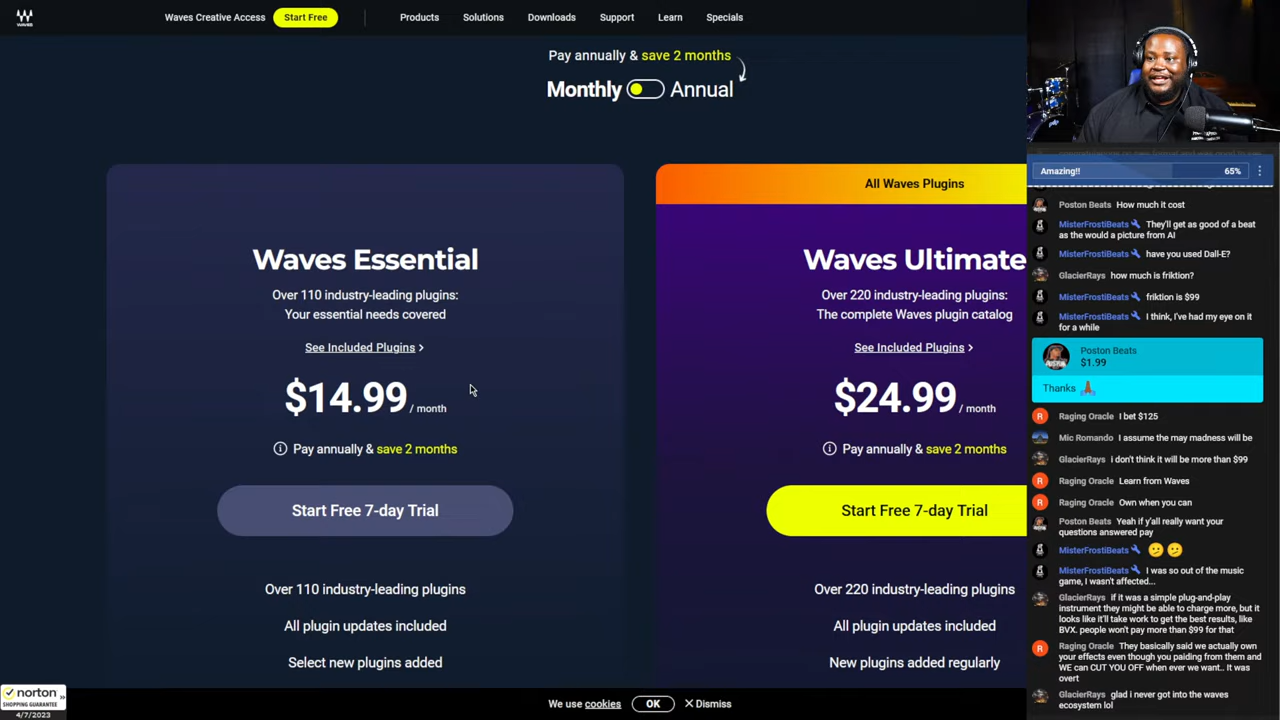 WAVES
Waves Creative Access
Start Free
Products
Solutions
Downloads
Support
Learn
Specials
Pay annually & save 2 months
Monthly
Annual
Waves Essential
Over 110 industry-leading plugins:
Your essential needs covered
See Included Plugins >
$14.99 / month
Pay annually & save 2 months
Start Free 7-day Trial
Over 110 industry-leading plugins
All plugin updates included
Select new plugins added
All Waves Plugins
Waves Ultimate
Over 220 industry-leading plugins:
The complete Waves plugin catalog
See Included Plugins >
$24.99 / month
Pay annually & save 2 months
Start Free 7-day Trial
Over 220 industry-leading plugins
All plugin updates included
New plugins added regularly
norton
SHOPPING GUARANTEE
4/7/2023
We use cookies
OK
Dismiss
Amazing!!
65%
Poston Beats How much it cost
MisterFrostiBeats They'll get as good of a beat
as the would a picture from AI
MisterFrostiBeats have you used Dall-E?
GlacierRays how much is friktion?
MisterFrostiBeats friktion is $99
MisterFrostiBeats I think, I've had my eye on it
for a while
Poston Beats
$1.99
Thanks 🙏🏾
Raging Oracle I bet $125
Mic Romando I assume the may madness will be
GlacierRays i don't think it will be more than $99
Raging Oracle Learn from Waves
Raging Oracle Own when you can
Poston Beats Yeah if y'all really want your
questions answered pay
MisterFrostiBeats 🫤 🫤
MisterFrostiBeats I was so out of the music
game, I wasn't affected...
GlacierRays if it was a simple plug-and-play
instrument they might be able to charge more, but it
looks like it'll take work to get the best results, like
BVX. people won't pay more than $99 for that
Raging Oracle They basically said we actually own
your effects even though you paiding from them and
WE can CUT YOU OFF when ever we want.. It was
overt
GlacierRays glad i never got into the waves
ecosystem lol